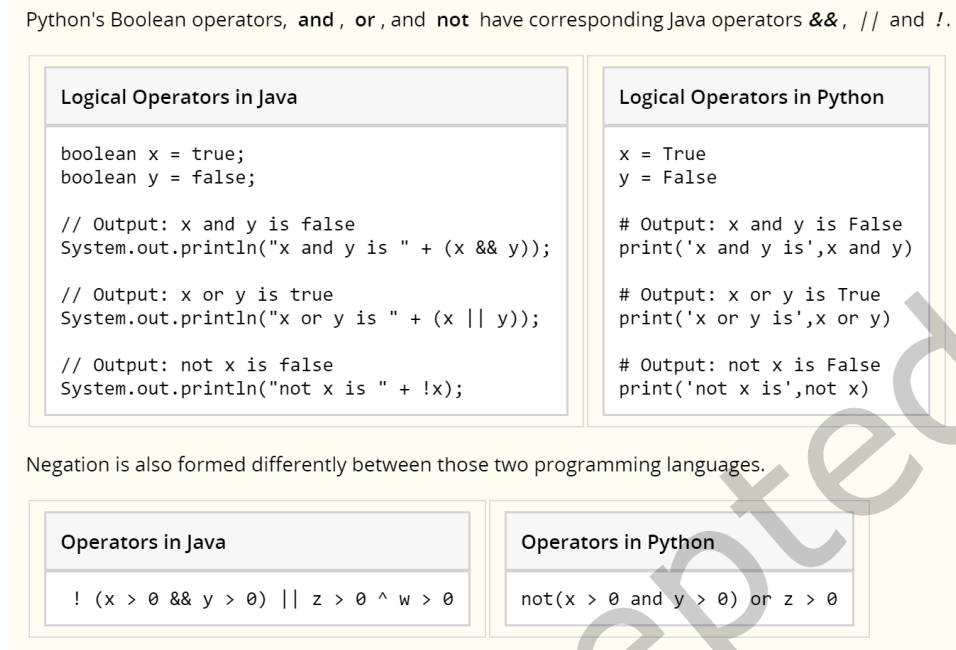 Python's Boolean operators, and, or, and not have corresponding Java operators &&, || and !.
Logical Operators in Java
boolean x = true;
boolean y = false;
// Output: x and y is false
System.out.println("x and y is " + (x && y));
// Output: x or y is true
System.out.println("x or y is " + (x || y));
// Output: not x is false
System.out.println("not x is " + !x);
Logical Operators in Python
x = True
y = False
# Output: x and y is False
print('x and y is',x and y)
# Output: x or y is True
print('x or y is',x or y)
# Output: not x is False
print('not x is',not x)
Negation is also formed differently between those two programming languages.
Operators in Java
! (x > 0 && y > 0) || z > 0 ^ w > 0
Operators in Python
not(x > 0 and y > 0) or z > 0
epted